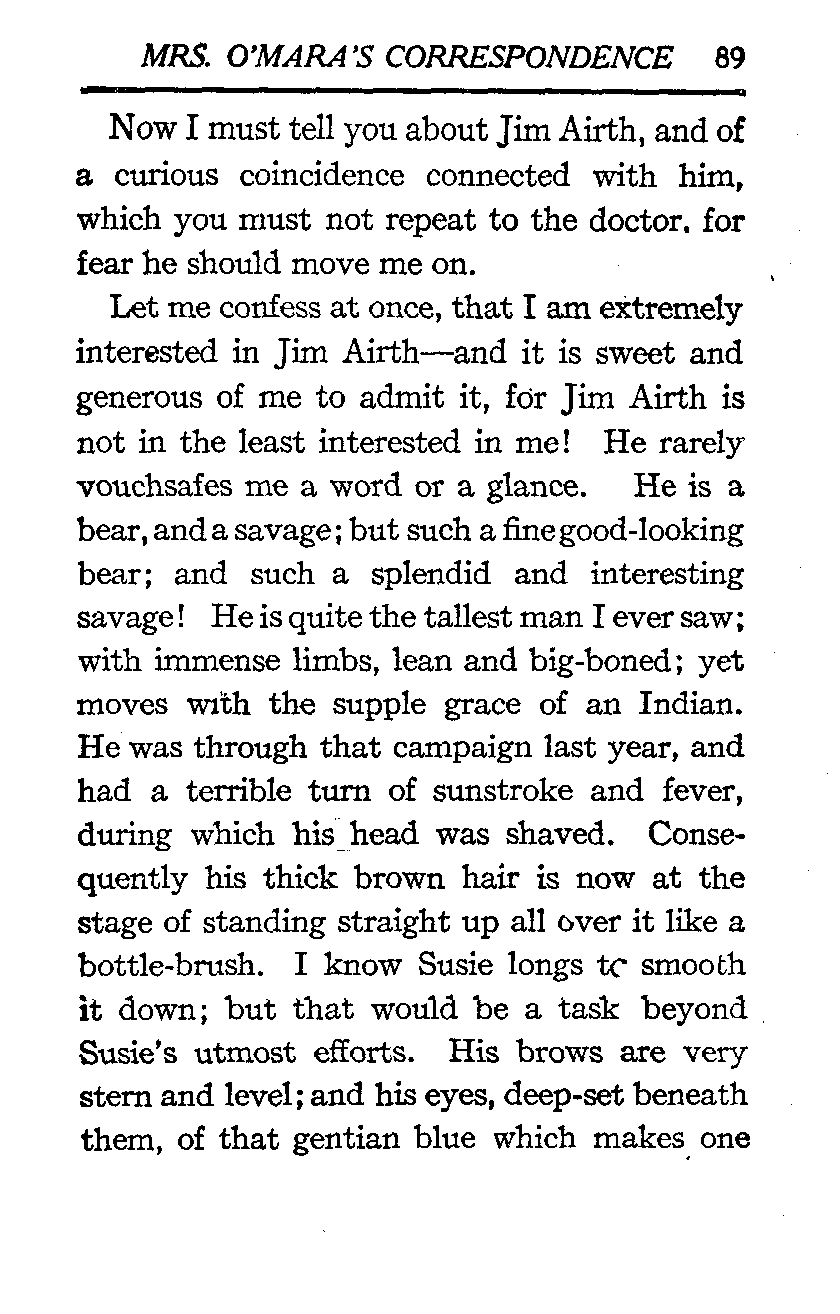 MRS. O'MARA'S CORRESPONDENCE 89
Now I must tell you about Jim Airth, and of
a curious coincidence connected with him,
which you must not repeat to the doctor. for
fear he should move me on.
Let me confess at once, that I am extremely
interested in Jim Airth—and it is sweet and
generous of me to admit it, for Jim Airth is
not in the least interested in me! He rarely
vouchsafes me a word or a glance. He is a
bear, and a savage; but such a fine good-looking
bear; and such a splendid and interesting
savage! He is quite the tallest man I ever saw;
with immense limbs, lean and big-boned; yet
moves with the supple grace of an Indian.
He was through that campaign last year, and
had a terrible turn of sunstroke and fever,
during which his head was shaved. Conse-
quently his thick brown hair is now at the
stage of standing straight up all over it like a
bottle-brush. I know Susie longs to smooth
it down; but that would be a task beyond
Susie's utmost efforts. His brows are very
stern and level; and his eyes, deep-set beneath
them, of that gentian blue which makes one